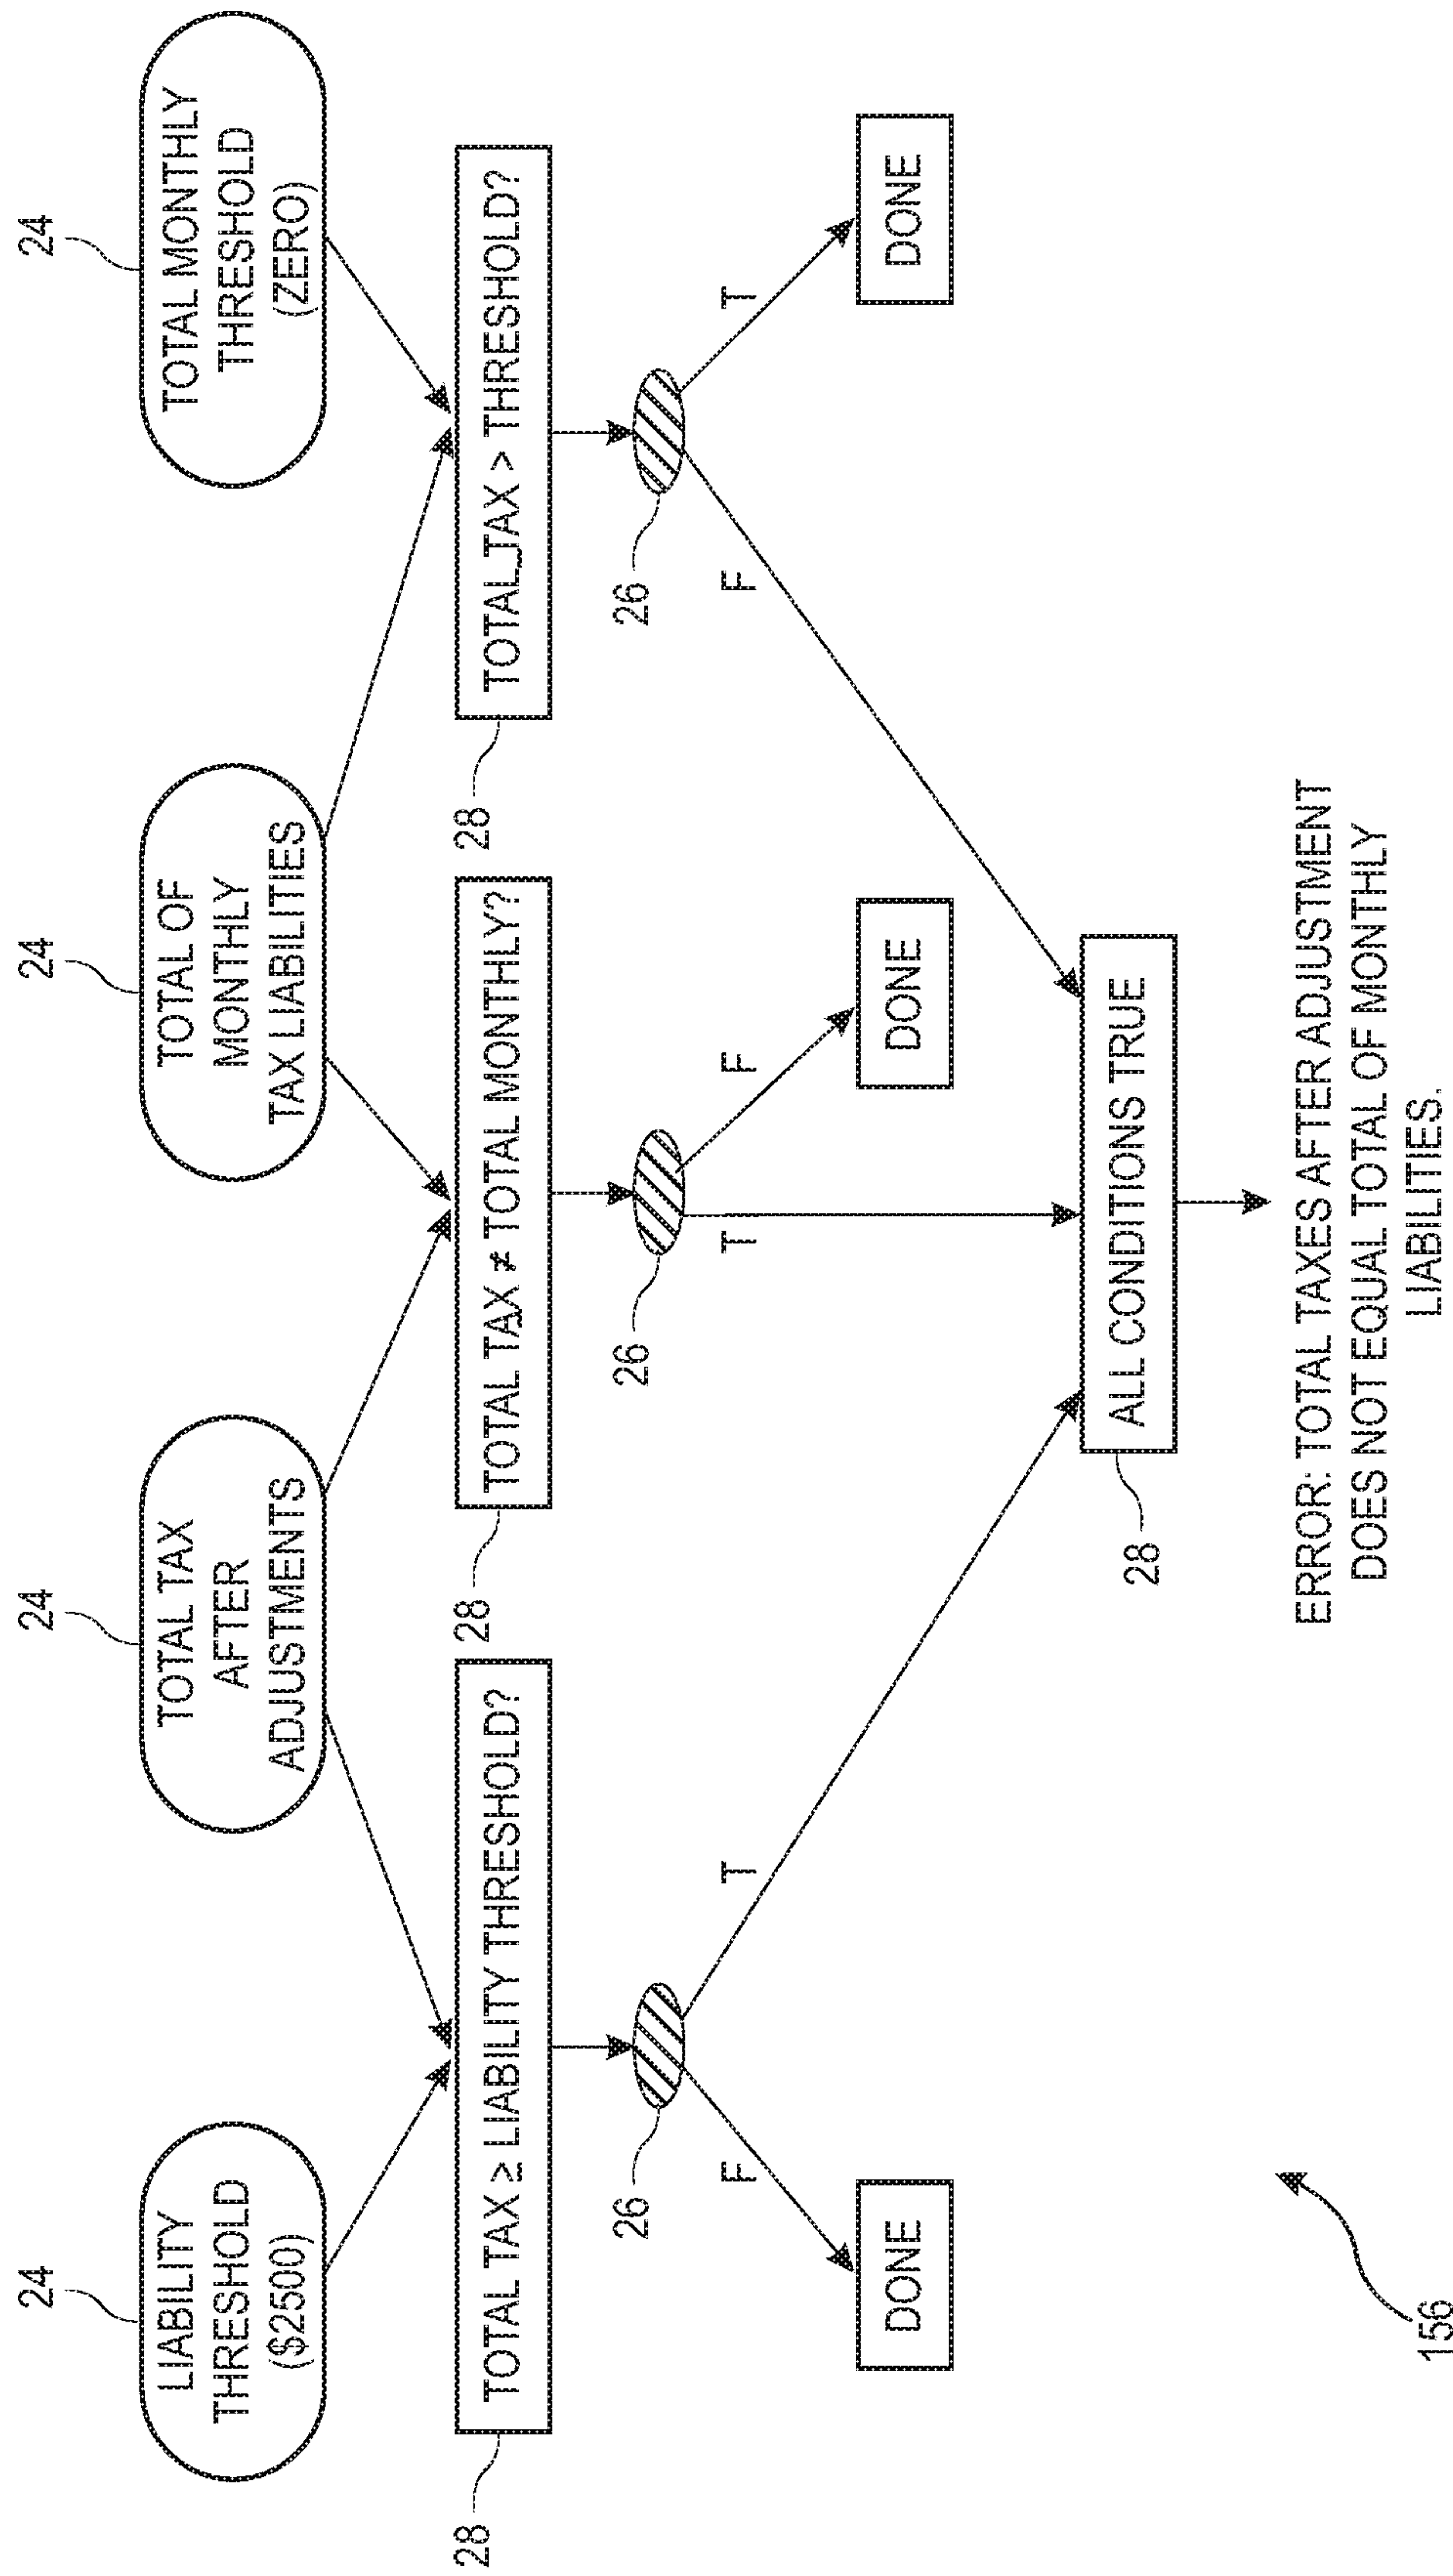 24
24
24
24
LIABILITY
THRESHOLD
($2500)
TOTAL TAX
AFTER
ADJUSTMENTS
TOTAL OF
MONTHLY
TAX LIABILITIES
TOTAL MONTHLY
THRESHOLD
(ZERO)
28
TOTAL TAX ≥ LIABILITY THRESHOLD?
28
TOTAL TAX ≠ TOTAL MONTHLY?
28
TOTAL_TAX > THRESHOLD?
26
26
26
F
T
T
F
F
T
DONE
DONE
DONE
28
ALL CONDITIONS TRUE
ERROR: TOTAL TAXES AFTER ADJUSTMENT
DOES NOT EQUAL TOTAL OF MONTHLY
LIABILITIES.
156